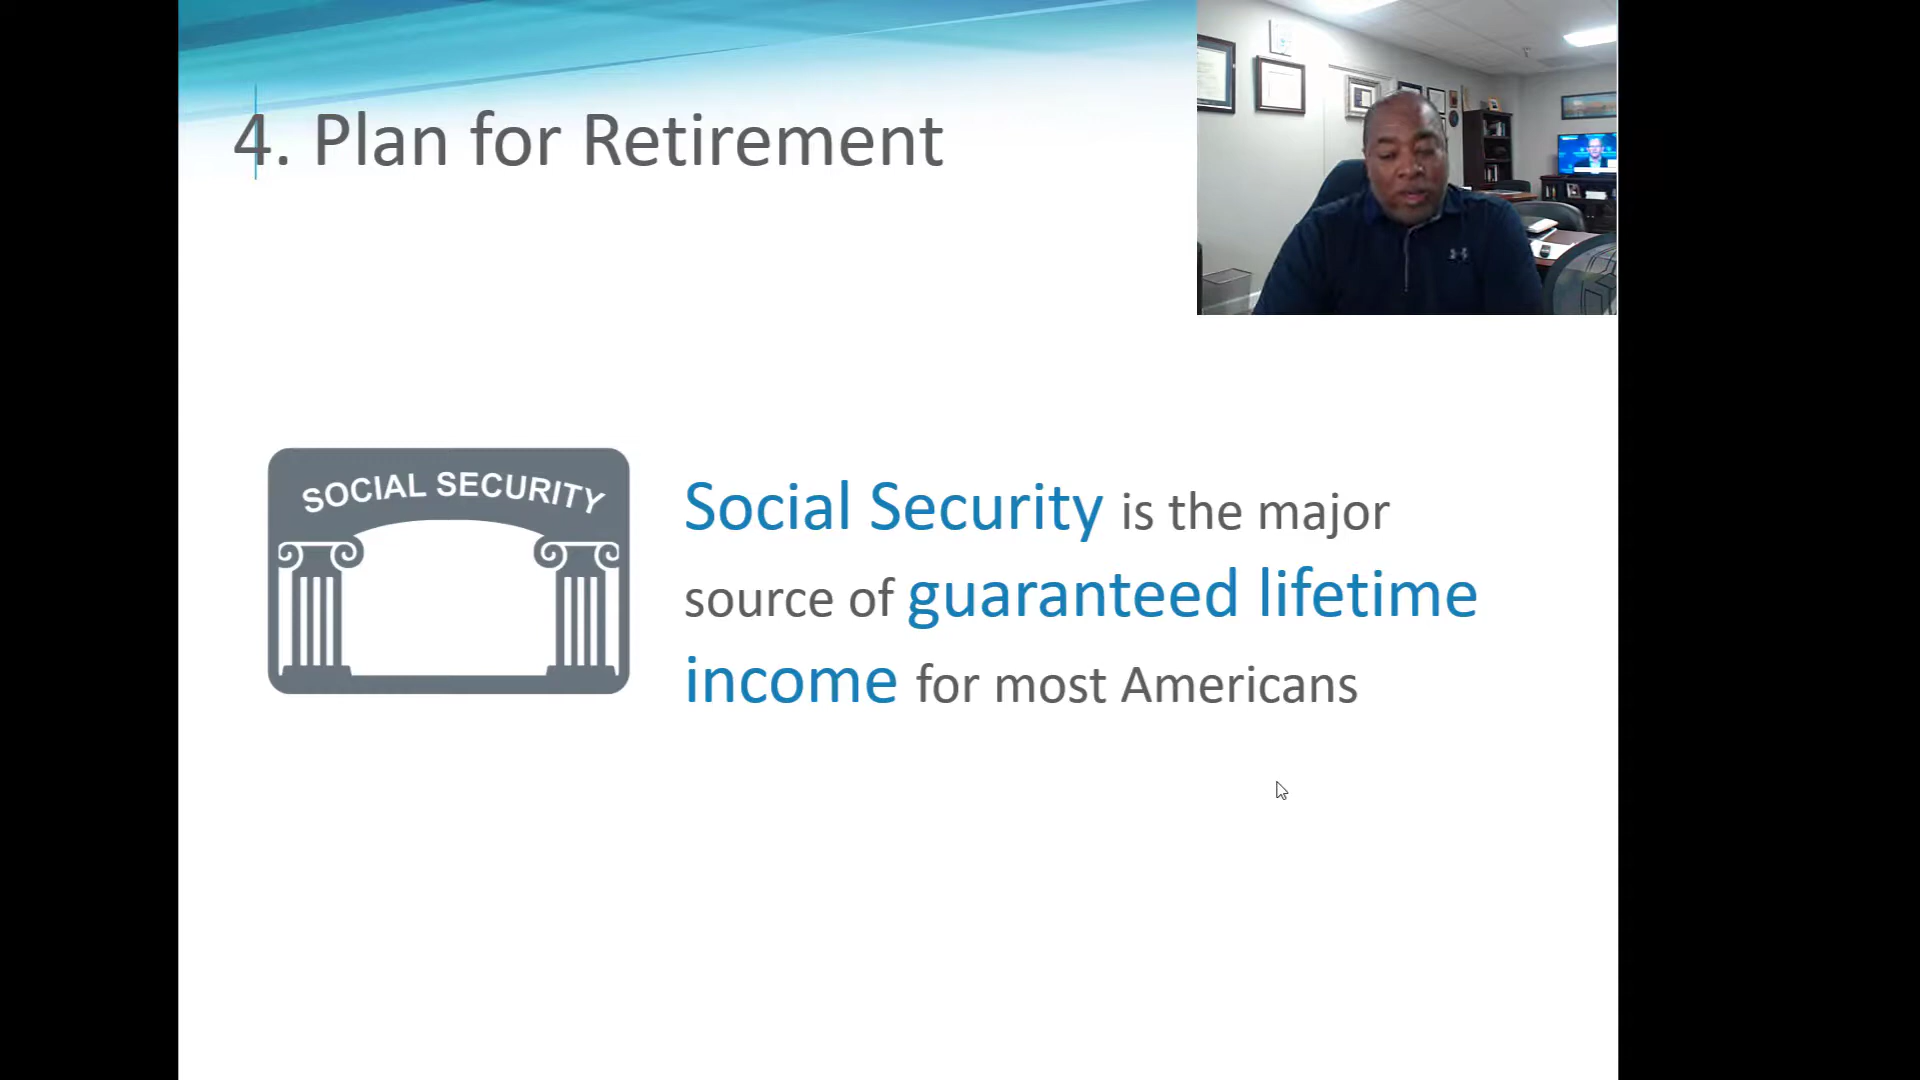 4. Plan for Retirement
SOCIAL SECURITY
Social Security is the major
source of guaranteed lifetime
income for most Americans